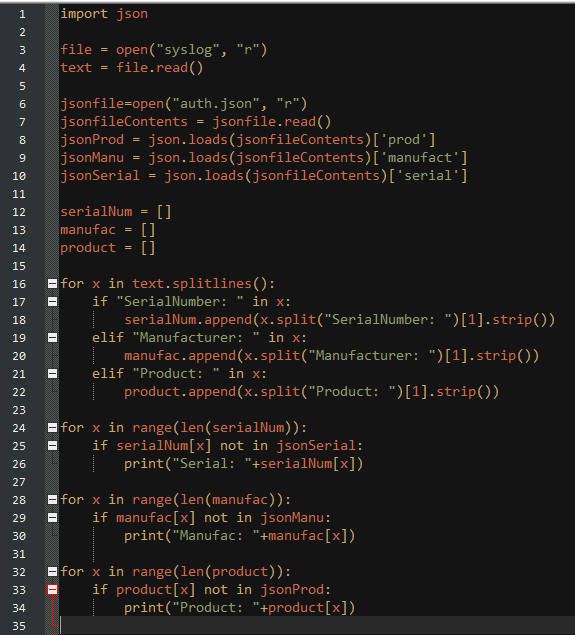 1 import json
2
3 file = open("syslog", "r")
4 text = file.read()
5
6 jsonfile=open("auth.json", "r")
7 jsonfileContents = jsonfile.read()
8 jsonProd = json.loads(jsonfileContents)['prod']
9 jsonManu = json.loads(jsonfileContents)['manufact']
10 jsonSerial = json.loads(jsonfileContents)['serial']
11
12 serialNum = []
13 manufac = []
14 product = []
15
16 for x in text.splitlines():
17     if "SerialNumber: " in x:
18         serialNum.append(x.split("SerialNumber: ")[1].strip())
19     elif "Manufacturer: " in x:
20         manufac.append(x.split("Manufacturer: ")[1].strip())
21     elif "Product: " in x:
22         product.append(x.split("Product: ")[1].strip())
23
24 for x in range(len(serialNum)):
25     if serialNum[x] not in jsonSerial:
26         print("Serial: "+serialNum[x])
27
28 for x in range(len(manufac)):
29     if manufac[x] not in jsonManu:
30         print("Manufac: "+manufac[x])
31
32 for x in range(len(product)):
33     if product[x] not in jsonProd:
34         print("Product: "+product[x])
35